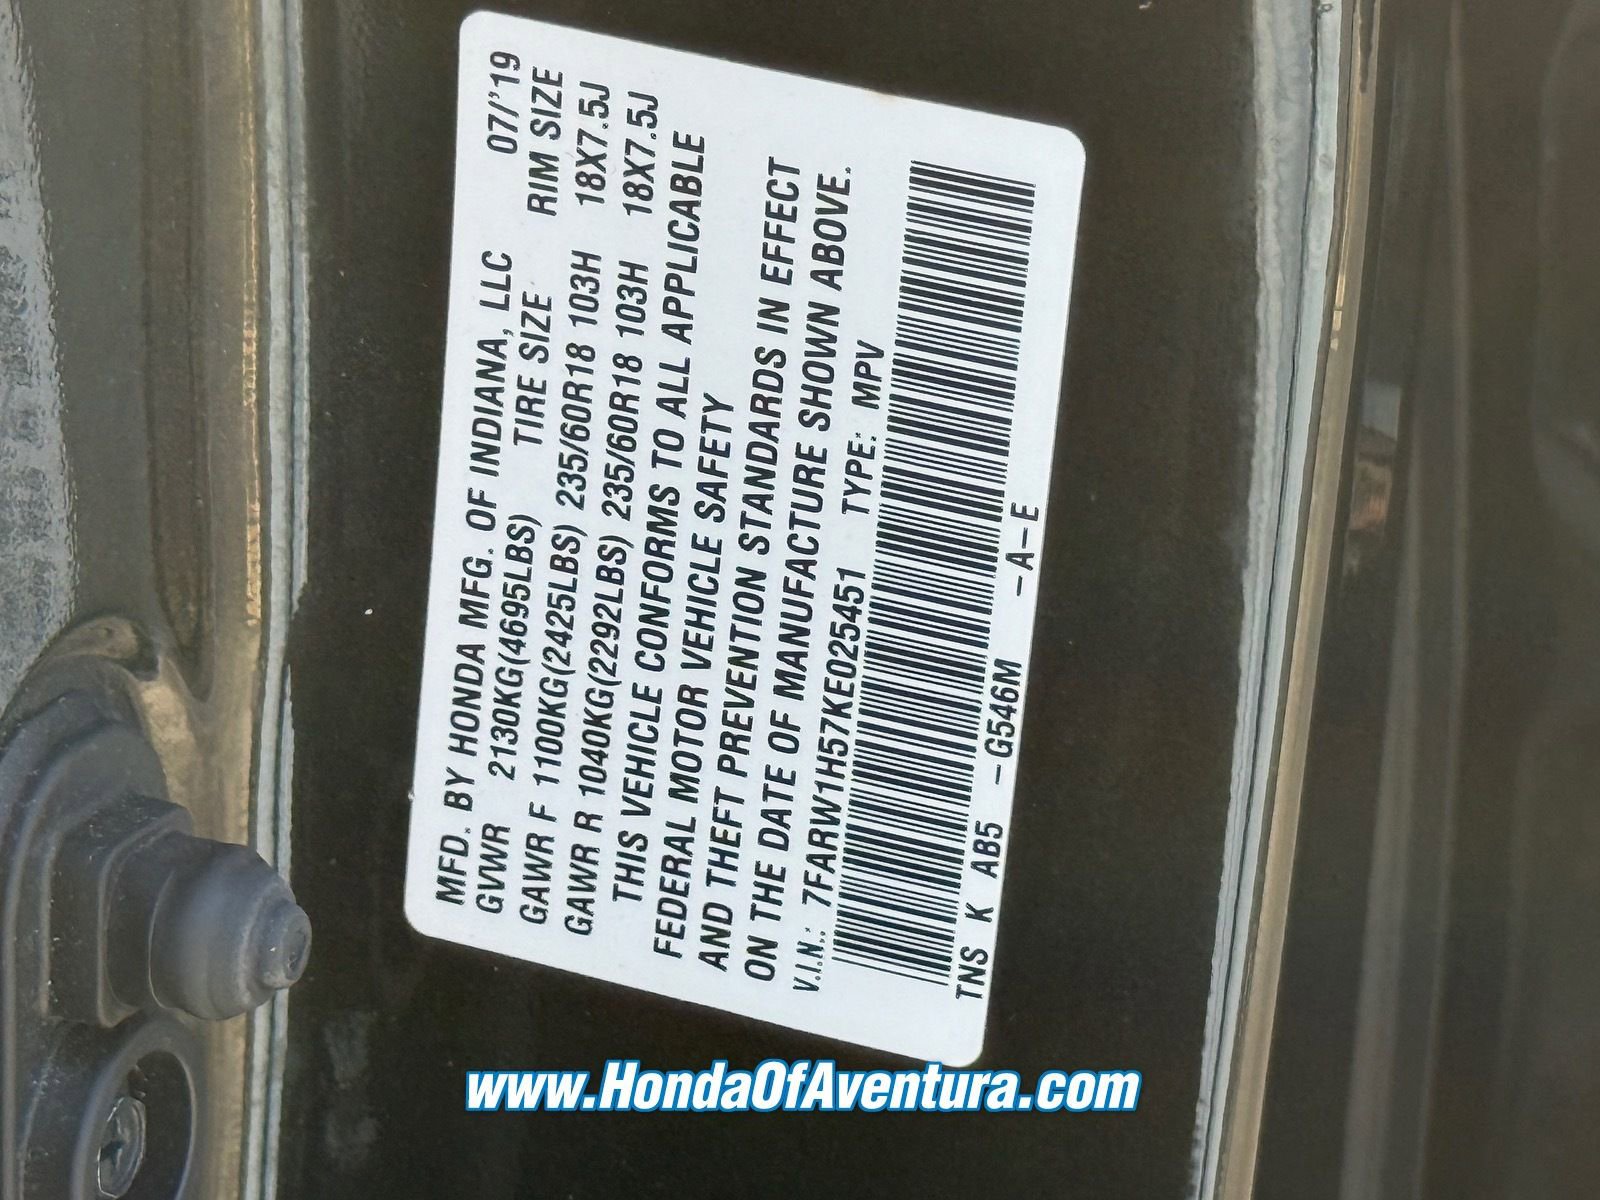 MFD. BY HONDA MFG. OF INDIANA, LLC 07/'19
GVWR 2130KG(4695LBS) TIRE SIZE RIM SIZE
GAWR F 1100KG(2425LBS) 235/60R18 103H 18X7.5J
GAWR R 1040KG(2292LBS) 235/60R18 103H 18X7.5J
THIS VEHICLE CONFORMS TO ALL APPLICABLE
FEDERAL MOTOR VEHICLE SAFETY
AND THEFT PREVENTION STANDARDS IN EFFECT
ON THE DATE OF MANUFACTURE SHOWN ABOVE.
V.I.N.: 7FARW1H57KE025451 TYPE: MPV
TNS K AB5 -G546M -A-E
www.HondaOfAventura.com